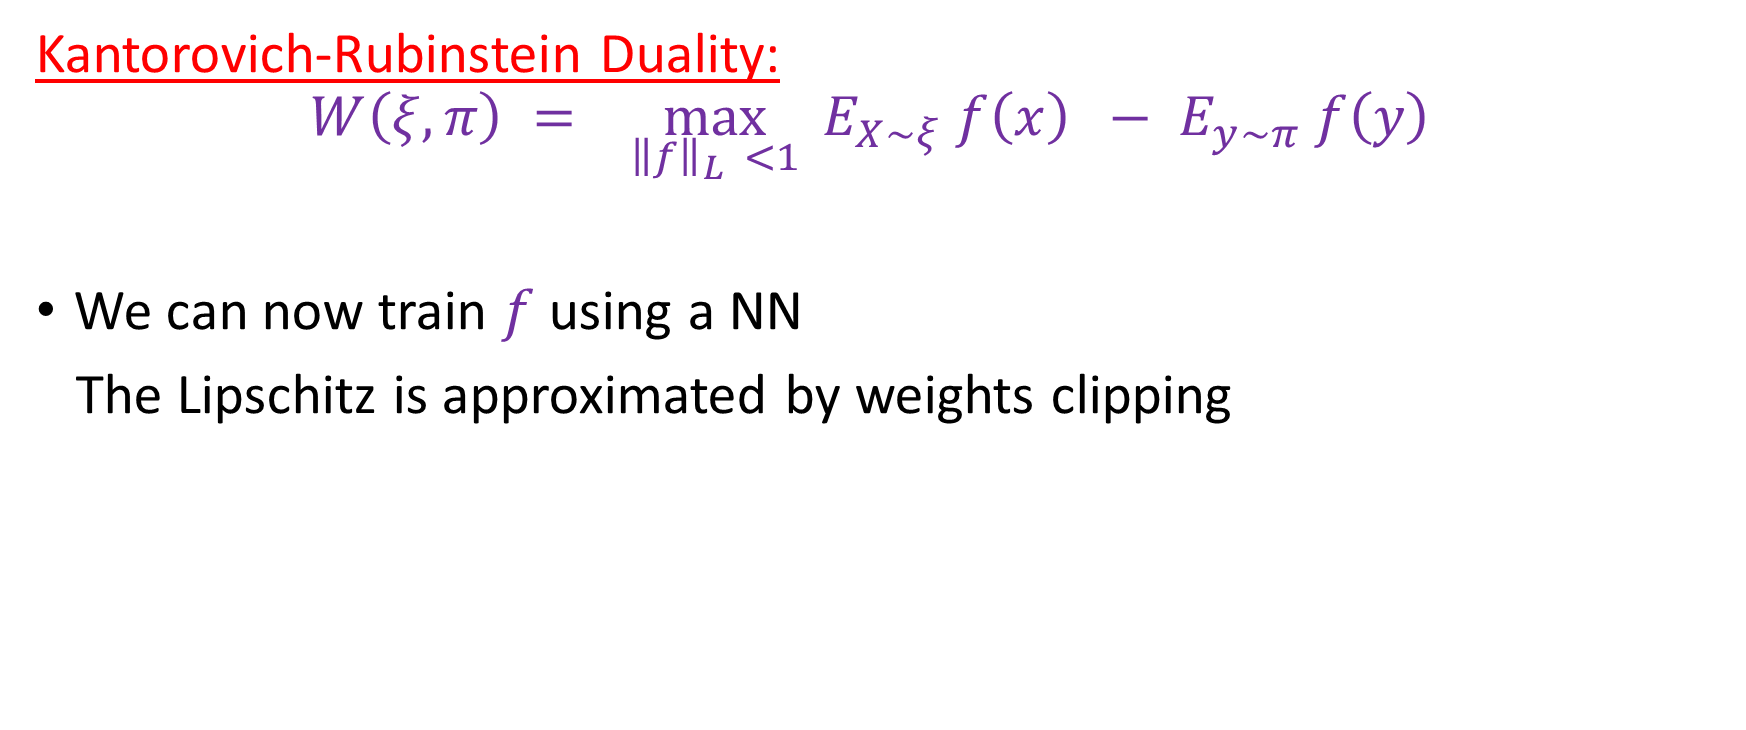 Kantorovich-Rubinstein Duality:
W(ξ, π) = max_{‖f‖_L <1} E_{X~ξ} f(x) − E_{y~π} f(y)
• We can now train f using a NN
The Lipschitz is approximated by weights clipping